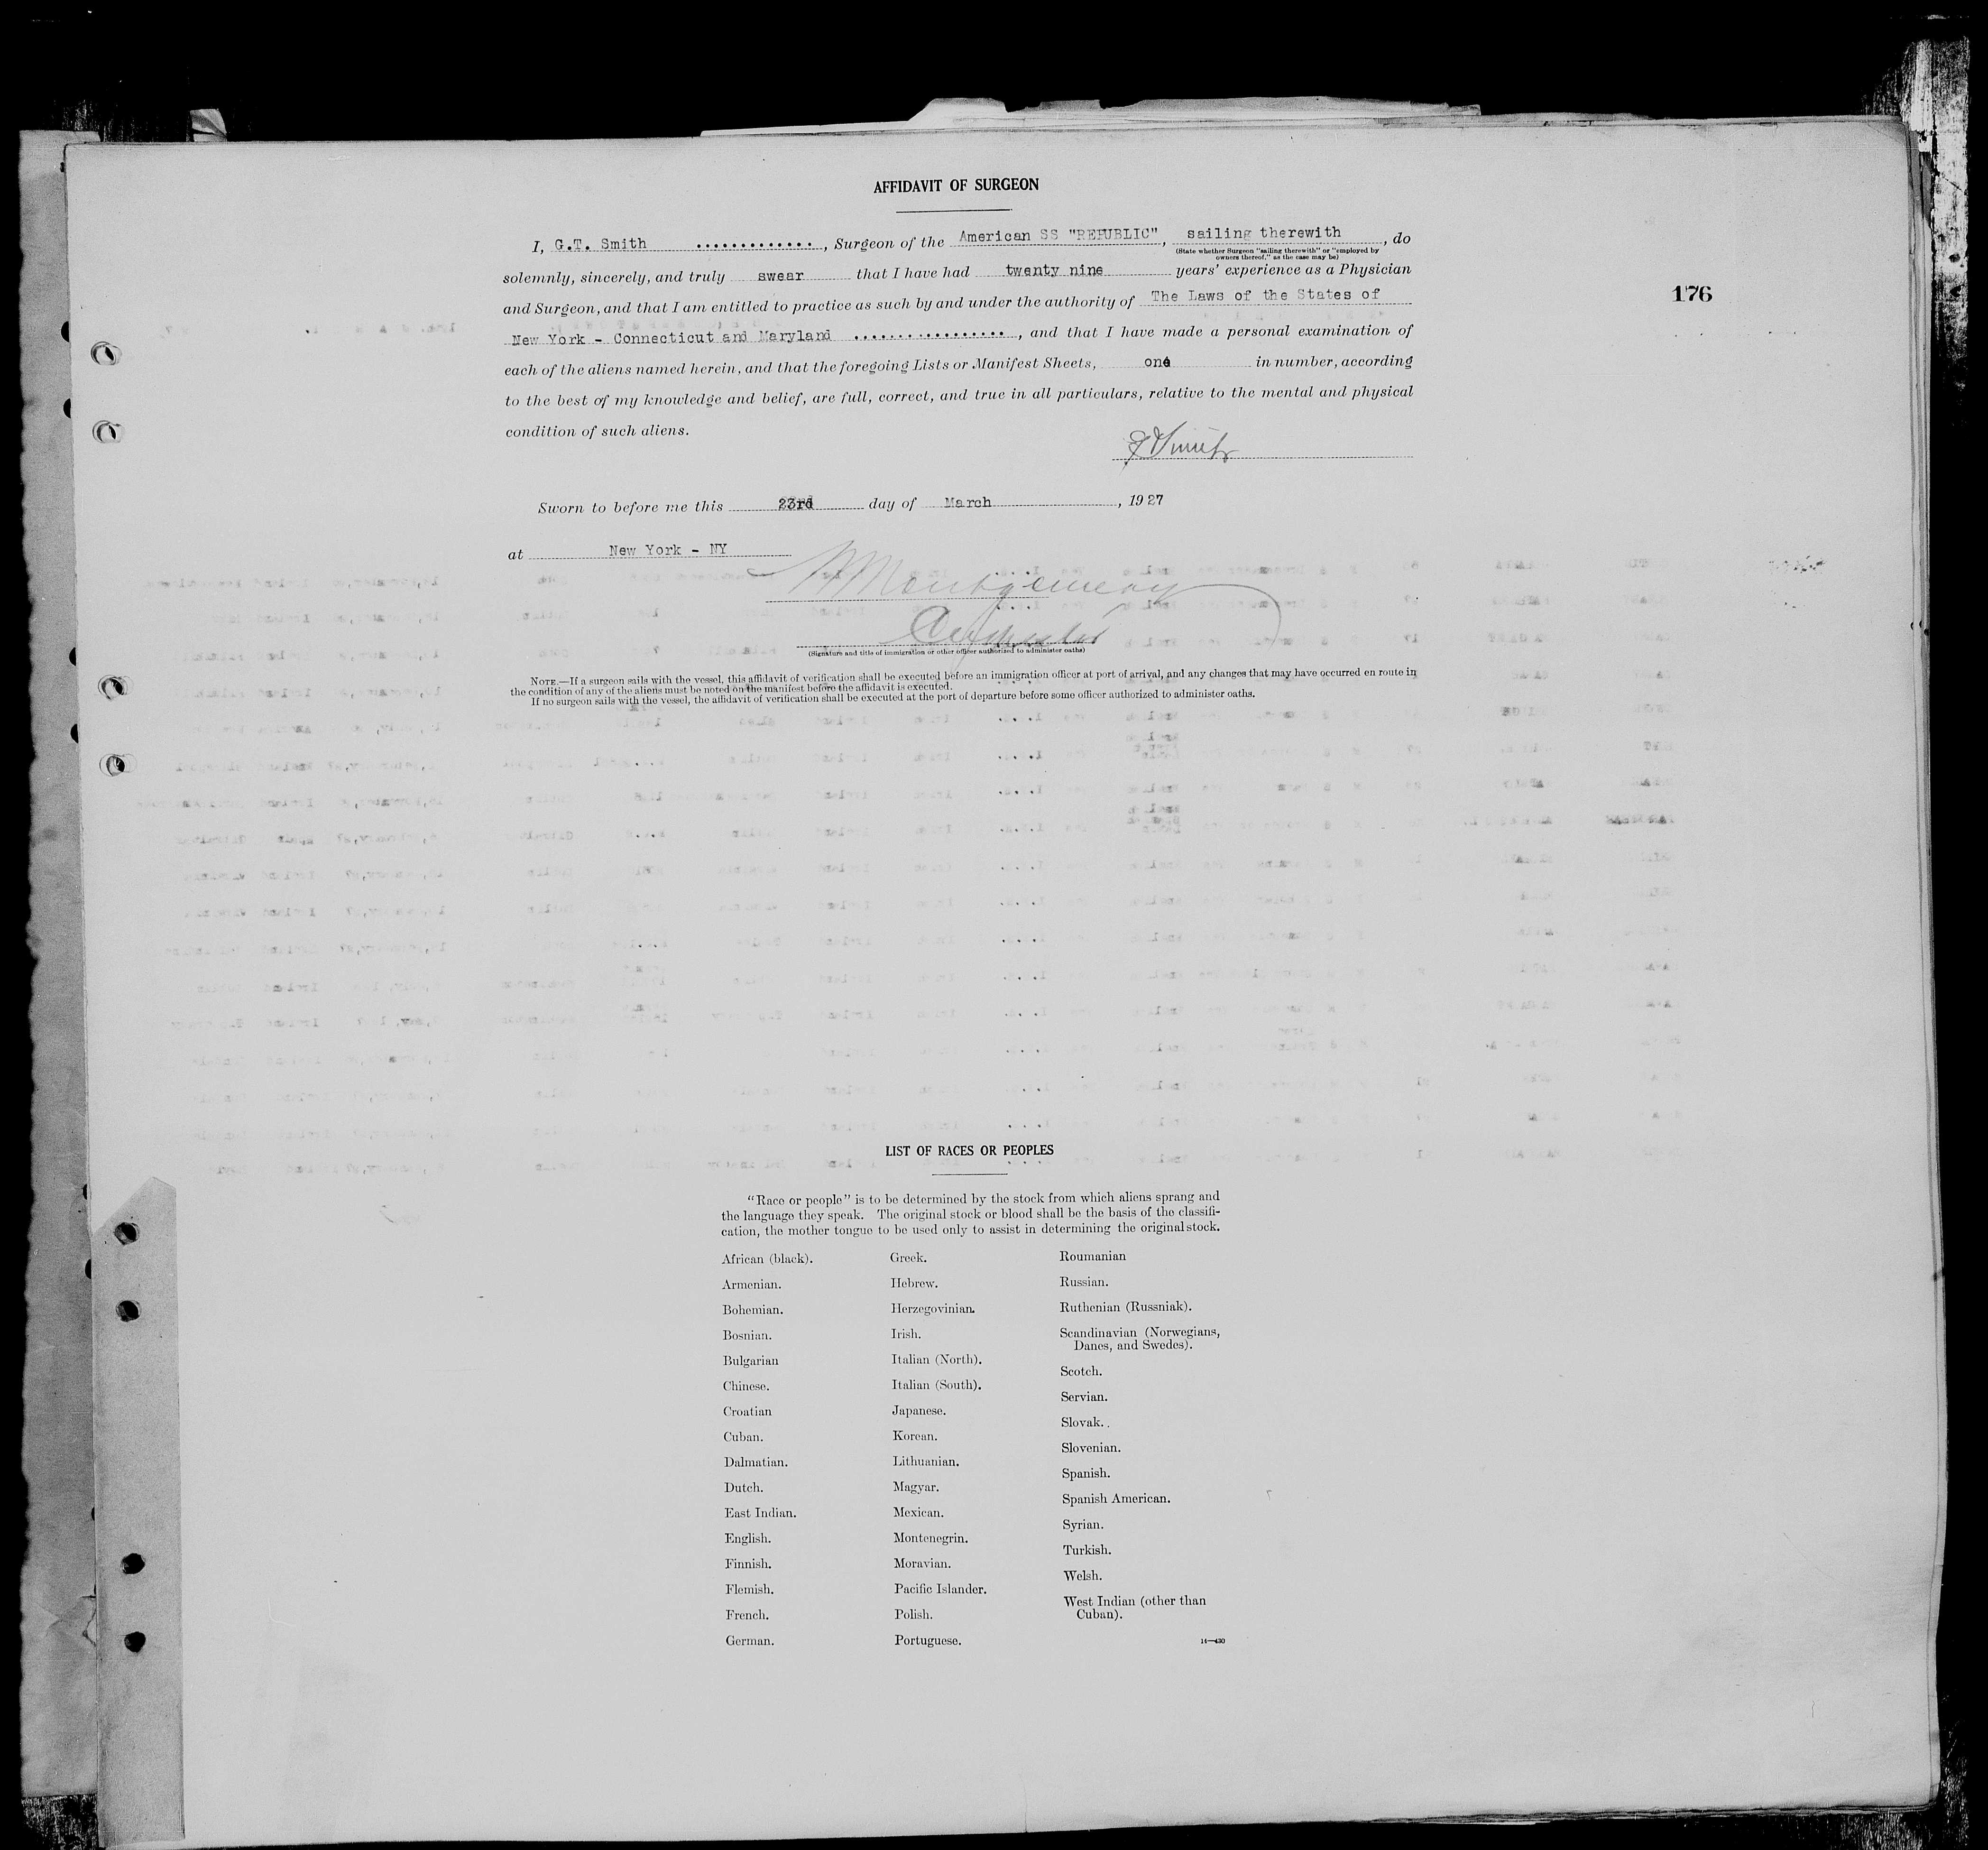 AFFIDAVIT OF SURGEON
I, G.T. Smith ............., Surgeon of the American SS "REPUBLIC", sailing therewith, do
(State whether Surgeon "sailing therewith" or "employed by
owners thereof," as the case may be)
solemnly, sincerely, and truly swear that I have had twenty nine years' experience as a Physician
176
and Surgeon, and that I am entitled to practice as such by and under the authority of The Laws of the States of
New York - Connecticut and Maryland ................., and that I have made a personal examination of
each of the aliens named herein, and that the foregoing Lists or Manifest Sheets, one in number, according
to the best of my knowledge and belief, are full, correct, and true in all particulars, relative to the mental and physical
condition of such aliens.
Smith
Sworn to before me this 23rd day of March, 1927
at New York - NY
Montgomery
(Signature and title of immigration or other officer authorized to administer oaths)
NOTE.—If a surgeon sails with the vessel, this affidavit of verification shall be executed before an immigration officer at port of arrival, and any changes that may have occurred en route in
the condition of any of the aliens must be noted on the manifest before the affidavit is executed.
If no surgeon sails with the vessel, the affidavit of verification shall be executed at the port of departure before some officer authorized to administer oaths.
LIST OF RACES OR PEOPLES
"Race or people" is to be determined by the stock from which aliens sprang and
the language they speak. The original stock or blood shall be the basis of the classifi-
cation, the mother tongue to be used only to assist in determining the original stock.
African (black).
Armenian.
Bohemian.
Bosnian.
Bulgarian
Chinese.
Croatian
Cuban.
Dalmatian.
Dutch.
East Indian.
English.
Finnish.
Flemish.
French.
German.
Greek.
Hebrew.
Herzegovinian.
Irish.
Italian (North).
Italian (South).
Japanese.
Korean.
Lithuanian.
Magyar.
Mexican.
Montenegrin.
Moravian.
Pacific Islander.
Polish.
Portuguese.
Roumanian
Russian.
Ruthenian (Russniak).
Scandinavian (Norwegians,
Danes, and Swedes).
Scotch.
Servian.
Slovak.
Slovenian.
Spanish.
Spanish American.
Syrian.
Turkish.
Welsh.
West Indian (other than
Cuban).
14—430